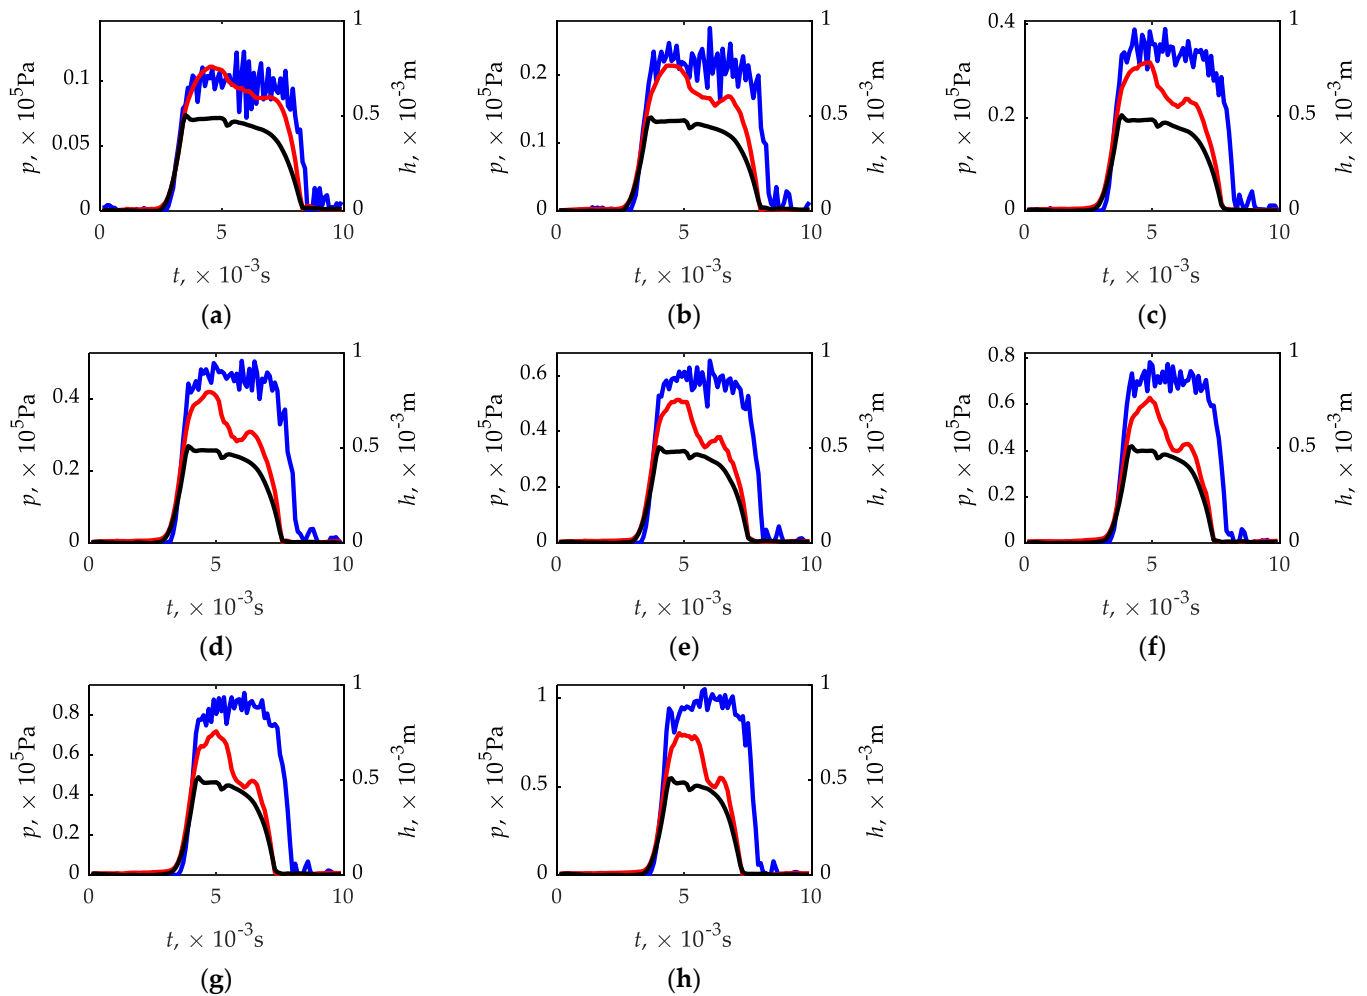 1 1 0.4 1
0.1 0.2
p, × 10⁵Pa 0.5 h, × 10⁻³m p, × 10⁵Pa 0.5 h, × 10⁻³m p, × 10⁵Pa 0.2 0.5 h, × 10⁻³m
0.05 0.1
0 0 0 0 0 0
0 5 10 0 5 10 0 5 10
t, × 10⁻³s t, × 10⁻³s t, × 10⁻³s
(a) (b) (c)
1 1 0.8 1
0.4 0.6 0.6
p, × 10⁵Pa 0.5 h, × 10⁻³m p, × 10⁵Pa 0.4 0.5 h, × 10⁻³m p, × 10⁵Pa 0.4 0.5 h, × 10⁻³m
0.2 0.2 0.2
0 0 0 0 0 0
0 5 10 0 5 10 0 5 10
t, × 10⁻³s t, × 10⁻³s t, × 10⁻³s
(d) (e) (f)
1 1
0.8 1
0.6
p, × 10⁵Pa 0.4 0.5 h, × 10⁻³m p, × 10⁵Pa 0.5 0.5 h, × 10⁻³m
0.2
0 0 0 0
0 5 10 0 5 10
t, × 10⁻³s t, × 10⁻³s
(g) (h)